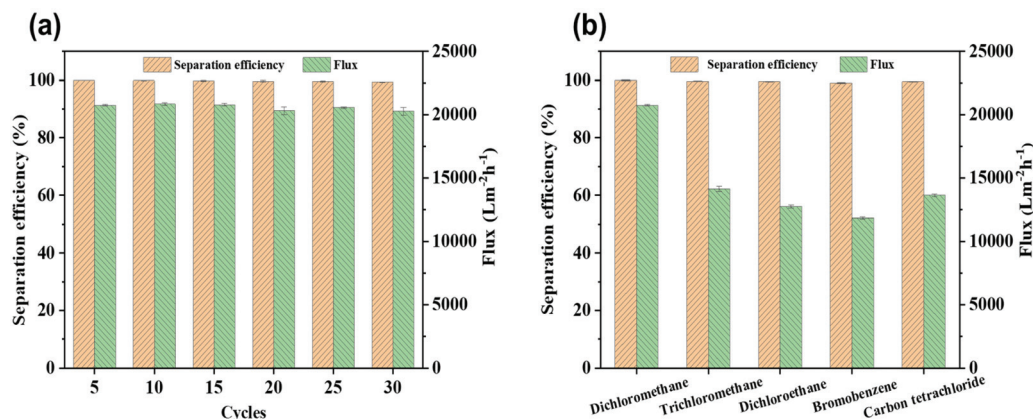 (a)
Separation efficiency
Flux
100
80
60
40
20
0
Separation efficiency (%)
25000
20000
15000
10000
5000
0
Flux (Lm-2h-1)
5 10 15 20 25 30
Cycles
(b)
Separation efficiency
Flux
100
80
60
40
20
0
Separation efficiency (%)
25000
20000
15000
10000
5000
0
Flux (Lm-2h-1)
Dichloromethane
Trichloromethane
Dichloroethane
Bromobenzene
Carbon tetrachloride